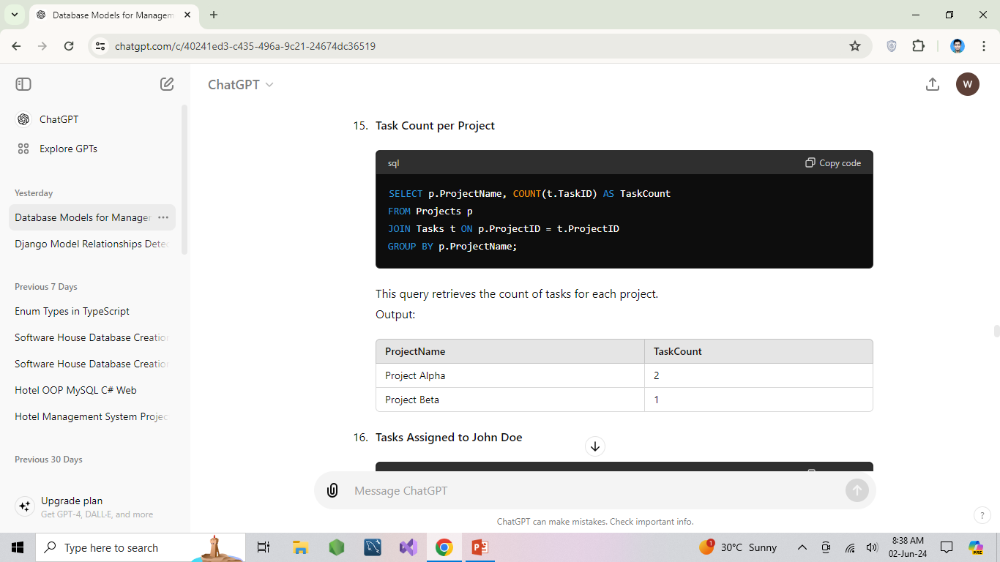 Database Models for Managem
chatgpt.com/c/40241ed3-c435-496a-9c21-24674dc36519
ChatGPT
Explore GPTs
Yesterday
Database Models for Manager
Django Model Relationships Dete
Previous 7 Days
Enum Types in TypeScript
Software House Database Creation
Software House Database Creation
Hotel OOP MySQL C# Web
Hotel Management System Projec
Previous 30 Days
Upgrade plan
Get GPT-4, DALL·E, and more
ChatGPT
W
15. Task Count per Project
sql Copy code
SELECT p.ProjectName, COUNT(t.TaskID) AS TaskCount
FROM Projects p
JOIN Tasks t ON p.ProjectID = t.ProjectID
GROUP BY p.ProjectName;
This query retrieves the count of tasks for each project.
Output:
ProjectName TaskCount
Project Alpha 2
Project Beta 1
16. Tasks Assigned to John Doe
Message ChatGPT
ChatGPT can make mistakes. Check important info.
?
Type here to search
1
30°C Sunny
8:38 AM
02-Jun-24
PRE